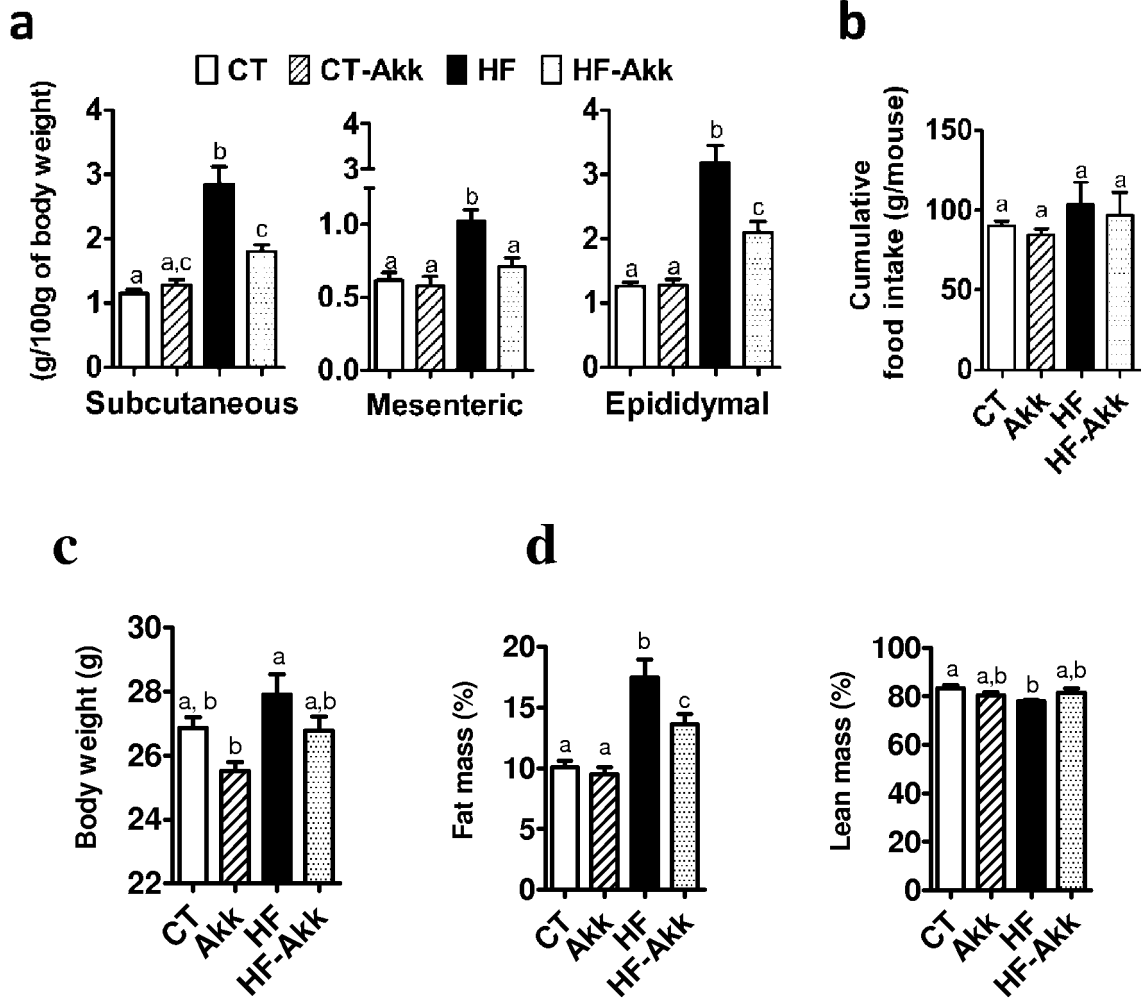 a
CT CT-Akk HF HF-Akk
(g/100g of body weight)
4
3
2
1
0
a
a,c
b
c
Subcutaneous
4
3
1.0
0.5
0.0
a
a
b
a
Mesenteric
4
3
2
1
0
a
a
b
c
Epididymal
b
Cumulative
food intake (g/mouse)
150
100
50
0
a
a
a
a
CT
Akk
HF
HF-Akk
c
Body weight (g)
30
28
26
24
22
a, b
b
a
a,b
CT
Akk
HF
HF-Akk
d
Fat mass (%)
20
15
10
5
0
a
a
b
c
CT
Akk
HF
HF-Akk
Lean mass (%)
100
80
60
40
20
0
a
a,b
b
a,b
CT
Akk
HF
HF-Akk